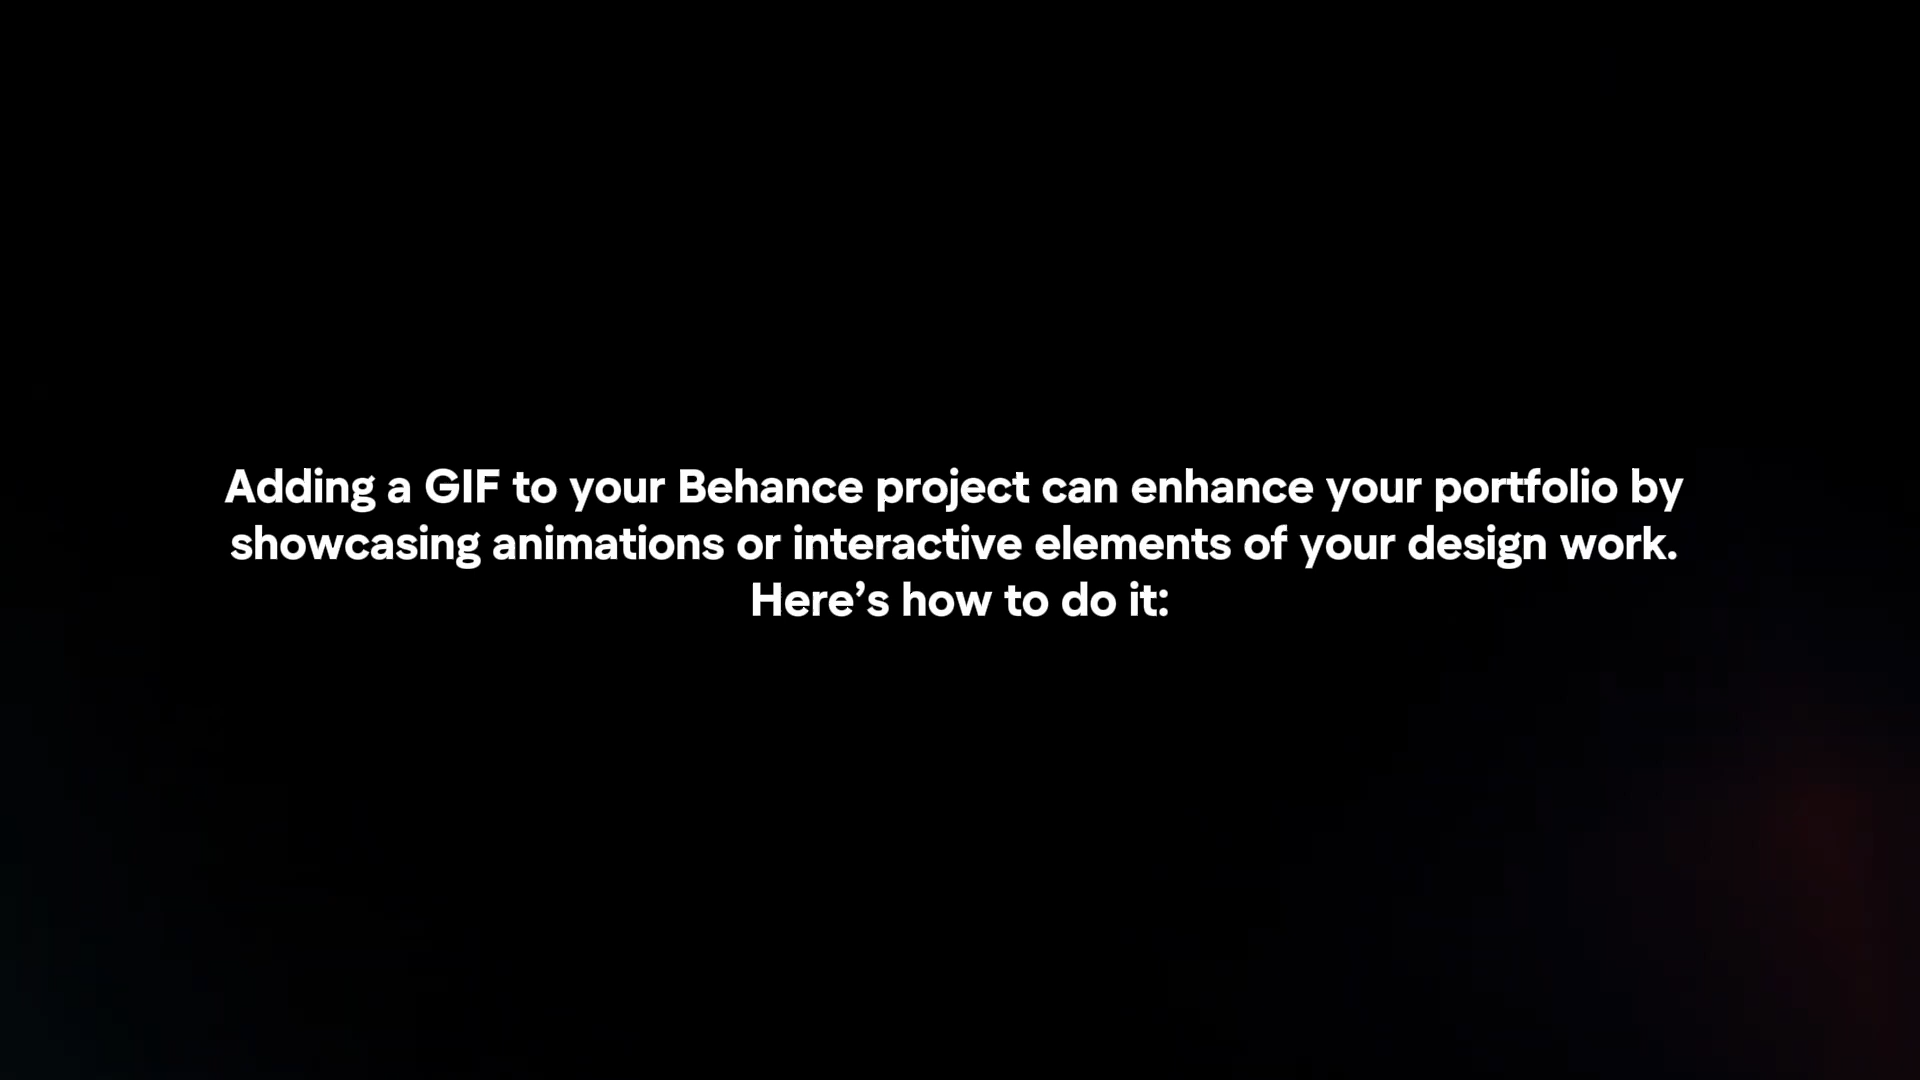 Adding a GIF to your Behance project can enhance your portfolio by
showcasing animations or interactive elements of your design work.
Here’s how to do it: